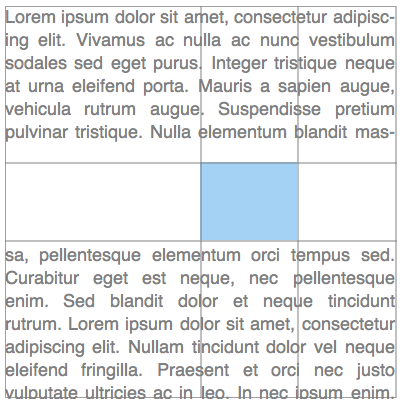 Lorem ipsum dolor sit amet, consectetur adipisc-
ing elit. Vivamus ac nulla ac nunc vestibulum
sodales sed eget purus. Integer tristique neque
at urna eleifend porta. Mauris a sapien augue,
vehicula rutrum augue. Suspendisse pretium
pulvinar tristique. Nulla elementum blandit mas-
sa, pellentesque elementum orci tempus sed.
Curabitur eget est neque, nec pellentesque
enim. Sed blandit dolor et neque tincidunt
rutrum. Lorem ipsum dolor sit amet, consectetur
adipiscing elit. Nullam tincidunt dolor vel neque
eleifend fringilla. Praesent et orci nec justo
vulputate ultricies ac in leo. In nec ipsum enim.